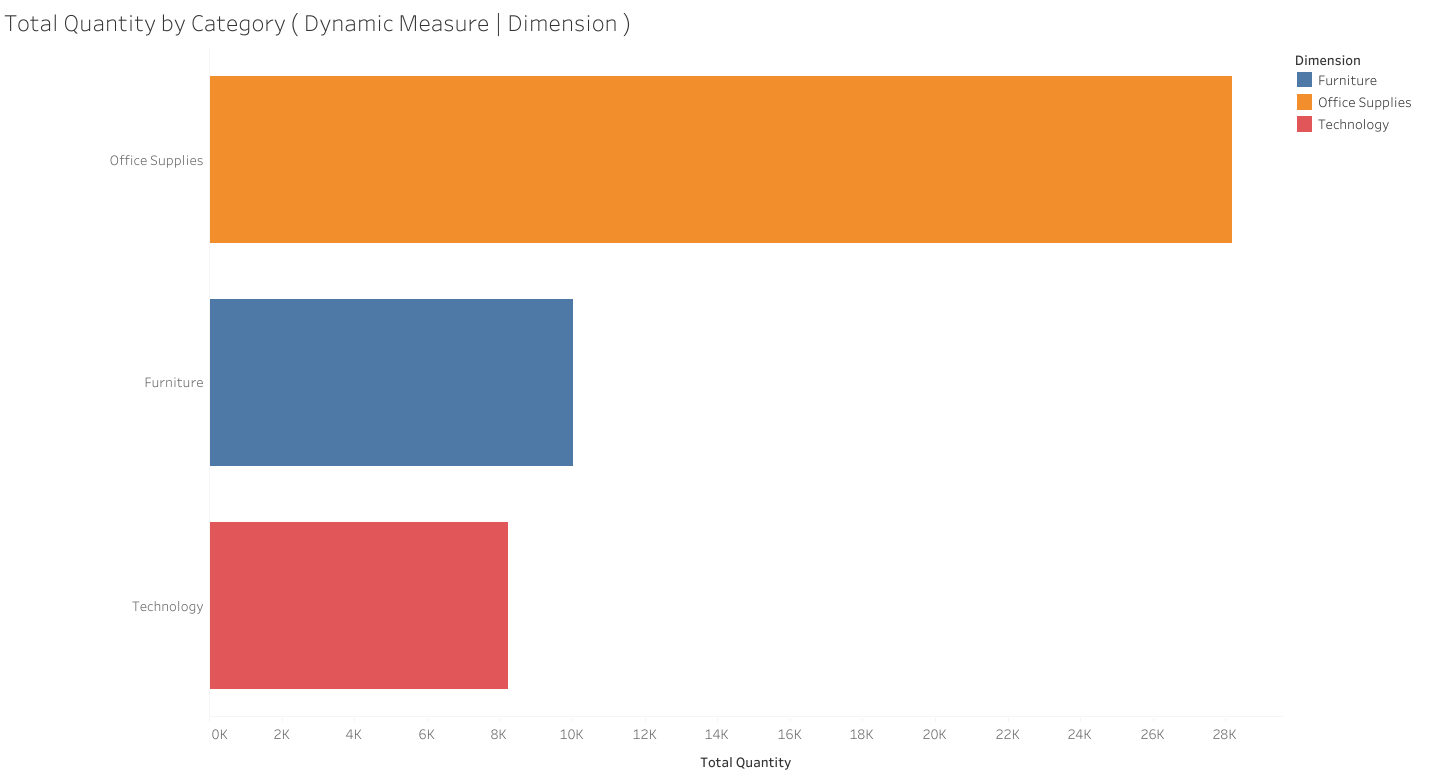 Total Quantity by Category ( Dynamic Measure | Dimension )
Dimension
Furniture
Office Supplies
Technology
Office Supplies
Furniture
Technology
0K 2K 4K 6K 8K 10K 12K 14K 16K 18K 20K 22K 24K 26K 28K
Total Quantity